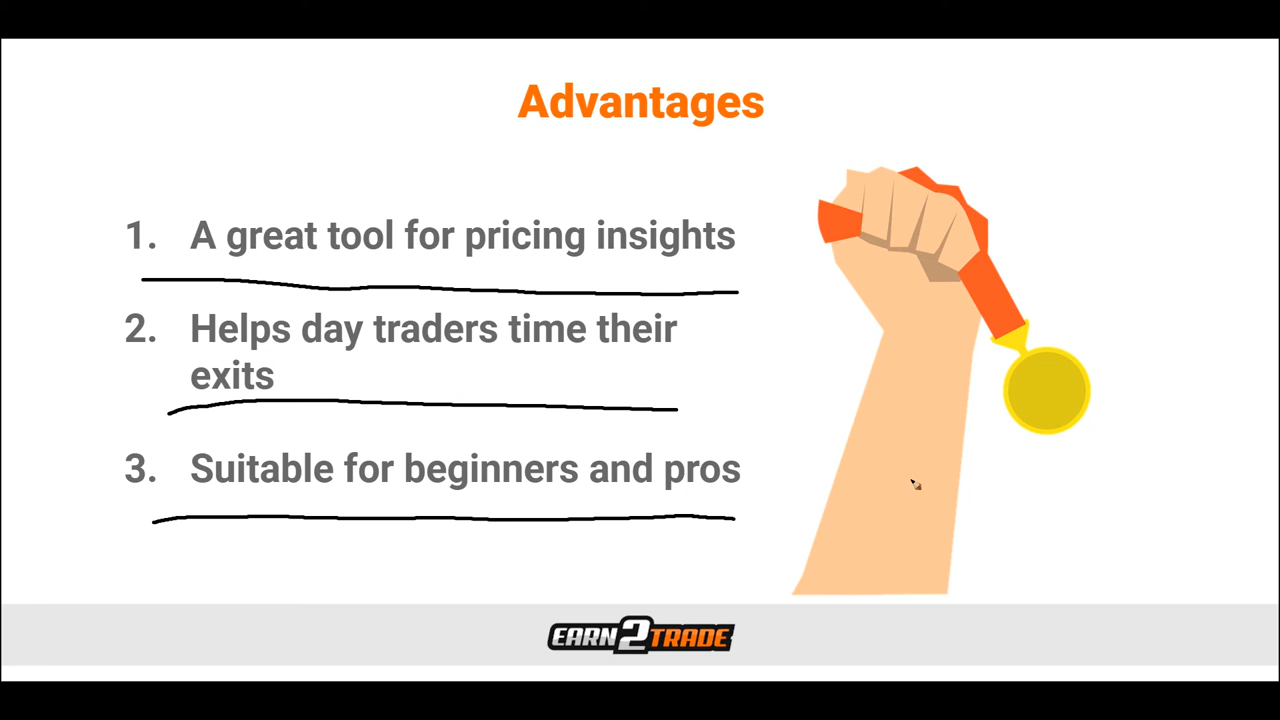 Advantages
1. A great tool for pricing insights
2. Helps day traders time their
exits
3. Suitable for beginners and pros
EARN2TRADE